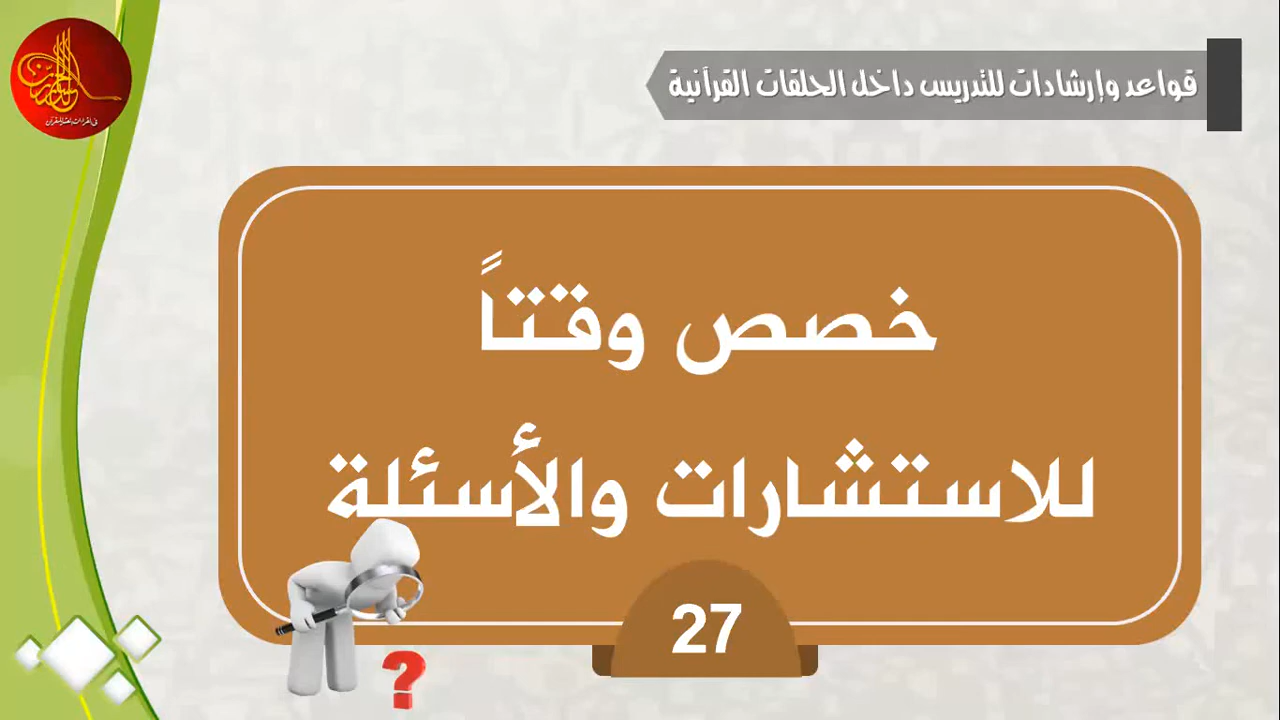 قواعد وإرشادات للتدريس داخل الحلقات القرآنية
خصص وقتاً
للاستشارات والأسئلة
27
?